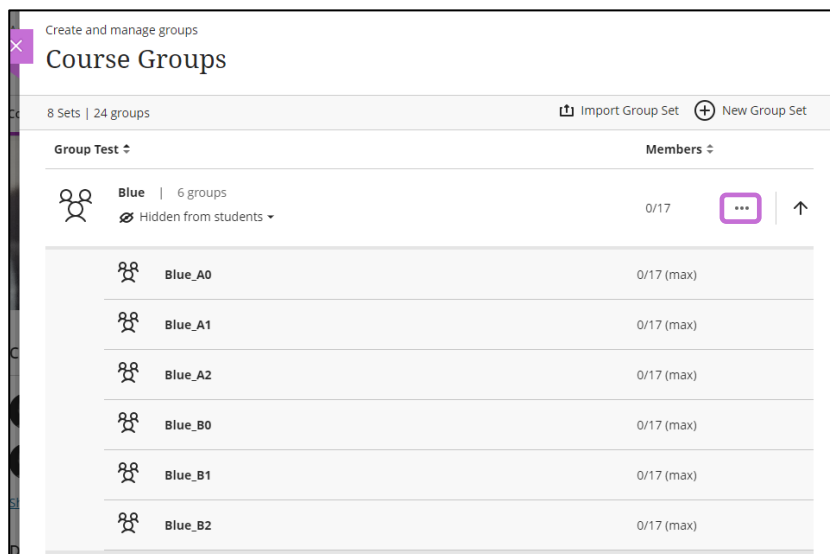 Create and manage groups
Course Groups
8 Sets | 24 groups
Import Group Set
New Group Set
Group Test
Members
Blue | 6 groups
Hidden from students
0/17
Blue_A0 0/17 (max)
Blue_A1 0/17 (max)
Blue_A2 0/17 (max)
Blue_B0 0/17 (max)
Blue_B1 0/17 (max)
Blue_B2 0/17 (max)